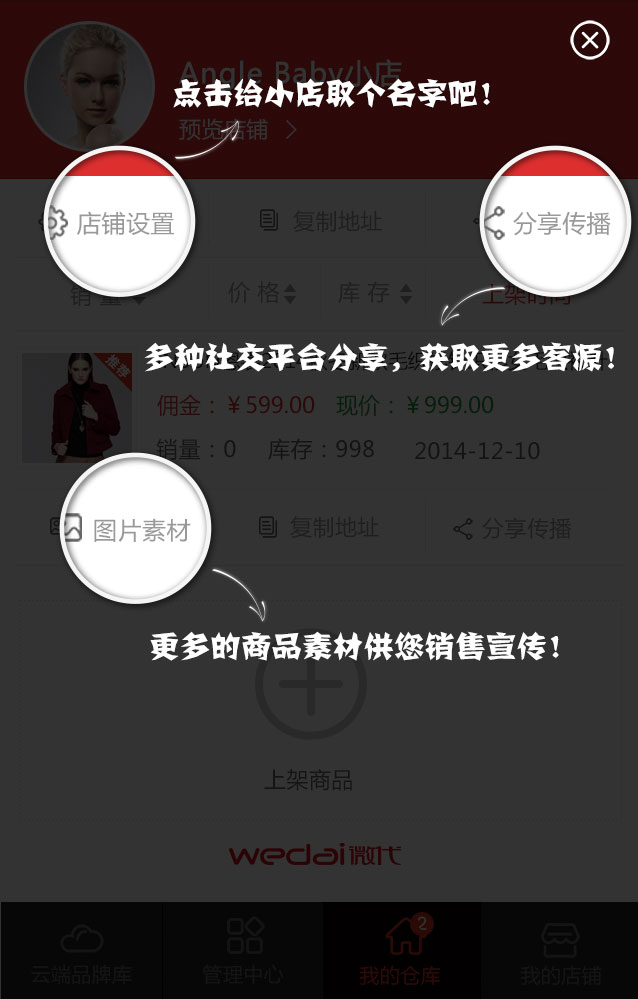 Angle Baby小店
点击给小店取个名字吧!
预览店铺
店铺设置
复制地址
分享传播
销 量
价 格
库 存
上架时间
多种社交平台分享，获取更多客源!
推荐
佣金：￥599.00 现价：￥999.00
销量：0 库存：998 2014-12-10
图片素材
复制地址
分享传播
更多的商品素材供您销售宣传!
上架商品
wedai微代
2
云端品牌库
管理中心
我的仓库
我的店铺